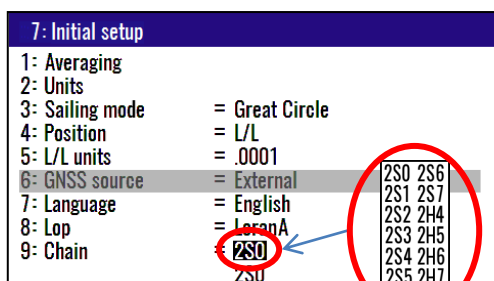 7: Initial setup
1: Averaging
2: Units
3: Sailing mode = Great Circle
4: Position = L/L
5: L/L units = .0001
6: GNSS source = External
7: Language = English
8: Lop = LoranA
9: Chain = 2S0
2S0
2S0 2S6
2S1 2S7
2S2 2H4
2S3 2H5
2S4 2H6
2S5 2H7